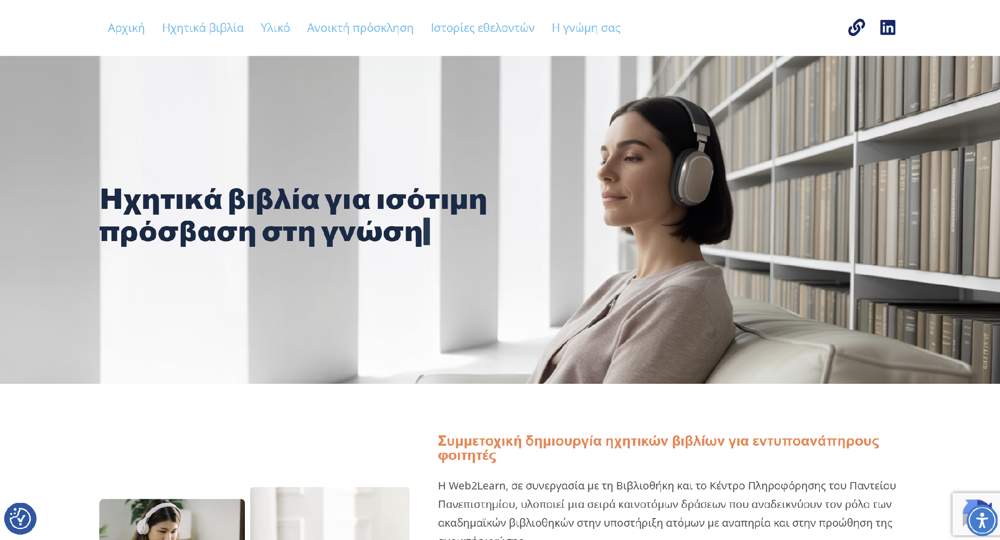 Αρχική Ηχητικά βιβλία Υλικό Ανοικτή πρόσκληση Ιστορίες εθελοντών Η γνώμη σας
Ηχητικά βιβλία για ισότιμη
πρόσβαση στη γνώση
Συμμετοχική δημιουργία ηχητικών βιβλίων για εντυποανάπηρους
φοιτητές
Η Web2Learn, σε συνεργασία με τη Βιβλιοθήκη και το Κέντρο Πληροφόρησης του Παντείου
Πανεπιστημίου, υλοποιεί μια σειρά καινοτόμων δράσεων που αναδεικνύουν τον ρόλο των
ακαδημαϊκών βιβλιοθηκών στην υποστήριξη ατόμων με αναπηρία και στην προώθηση της